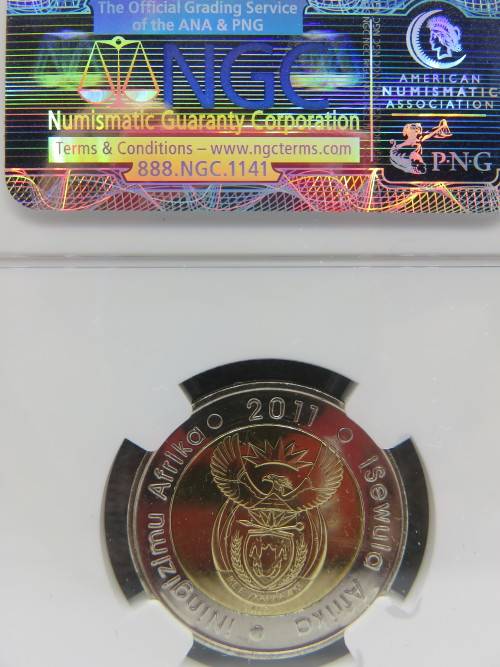 The Official Grading Service
of the ANA & PNG
NGC
Numismatic Guaranty Corporation
Terms & Conditions – www.ngcterms.com
888.NGC.1141
AMERICAN
NUMISMATIC
ASSOCIATION
P·N·G
iNingizimu Afrika 2011 iSewula Afrika